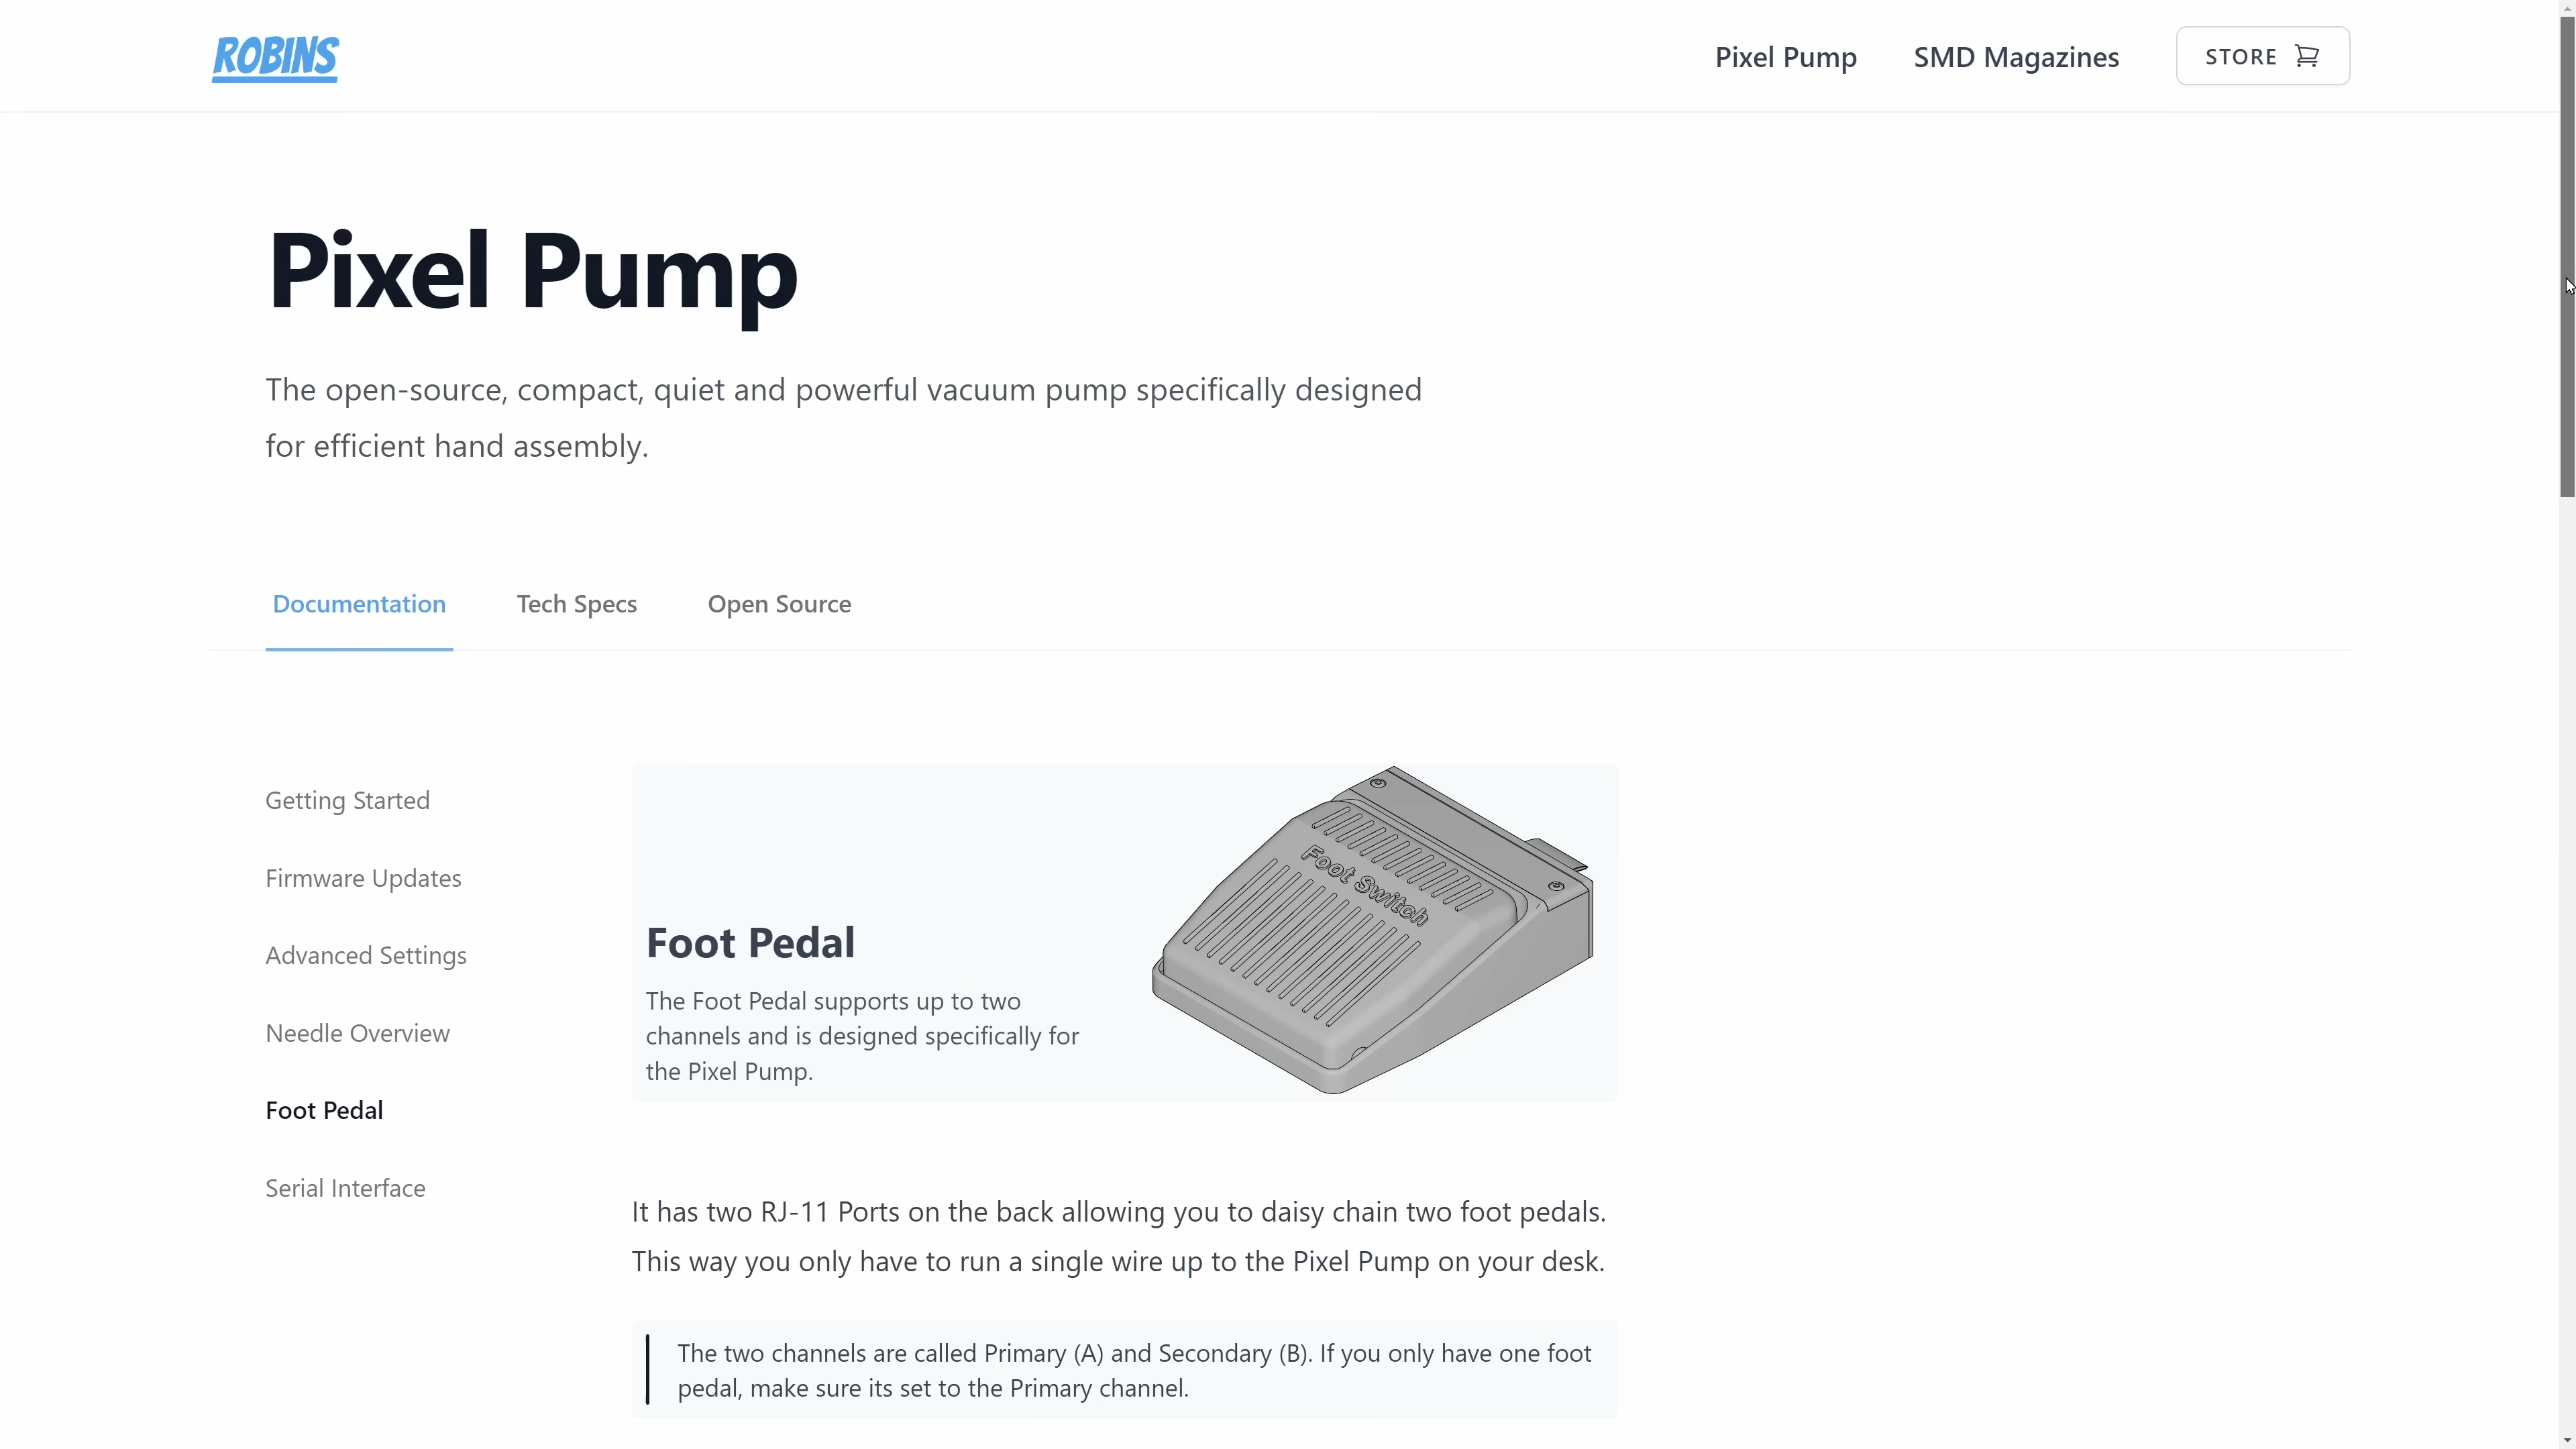 ROBINS
Pixel Pump
SMD Magazines
STORE
Pixel Pump
The open-source, compact, quiet and powerful vacuum pump specifically designed
for efficient hand assembly.
Documentation
Tech Specs
Open Source
Getting Started
Firmware Updates
Advanced Settings
Needle Overview
Foot Pedal
Serial Interface
Foot Switch
Foot Pedal
The Foot Pedal supports up to two
channels and is designed specifically for
the Pixel Pump.
It has two RJ-11 Ports on the back allowing you to daisy chain two foot pedals.
This way you only have to run a single wire up to the Pixel Pump on your desk.
The two channels are called Primary (A) and Secondary (B). If you only have one foot
pedal, make sure its set to the Primary channel.